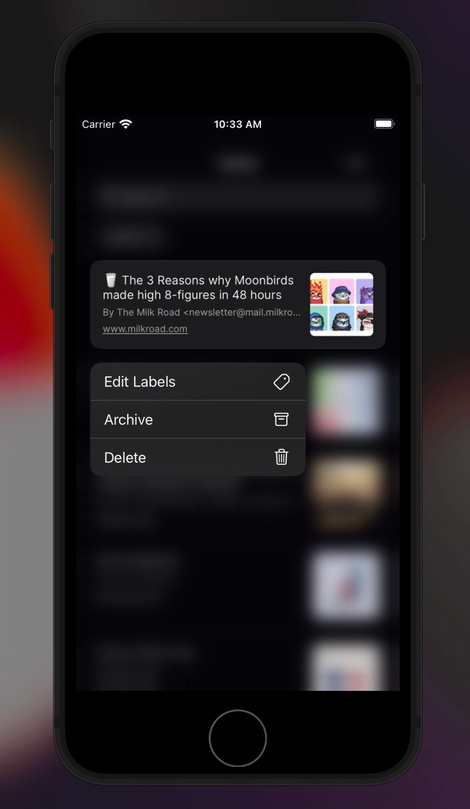 Carrier 10:33 AM
🥛 The 3 Reasons why Moonbirds
made high 8-figures in 48 hours
By The Milk Road <newsletter@mail.milkro...
www.milkroad.com
Edit Labels
Archive
Delete